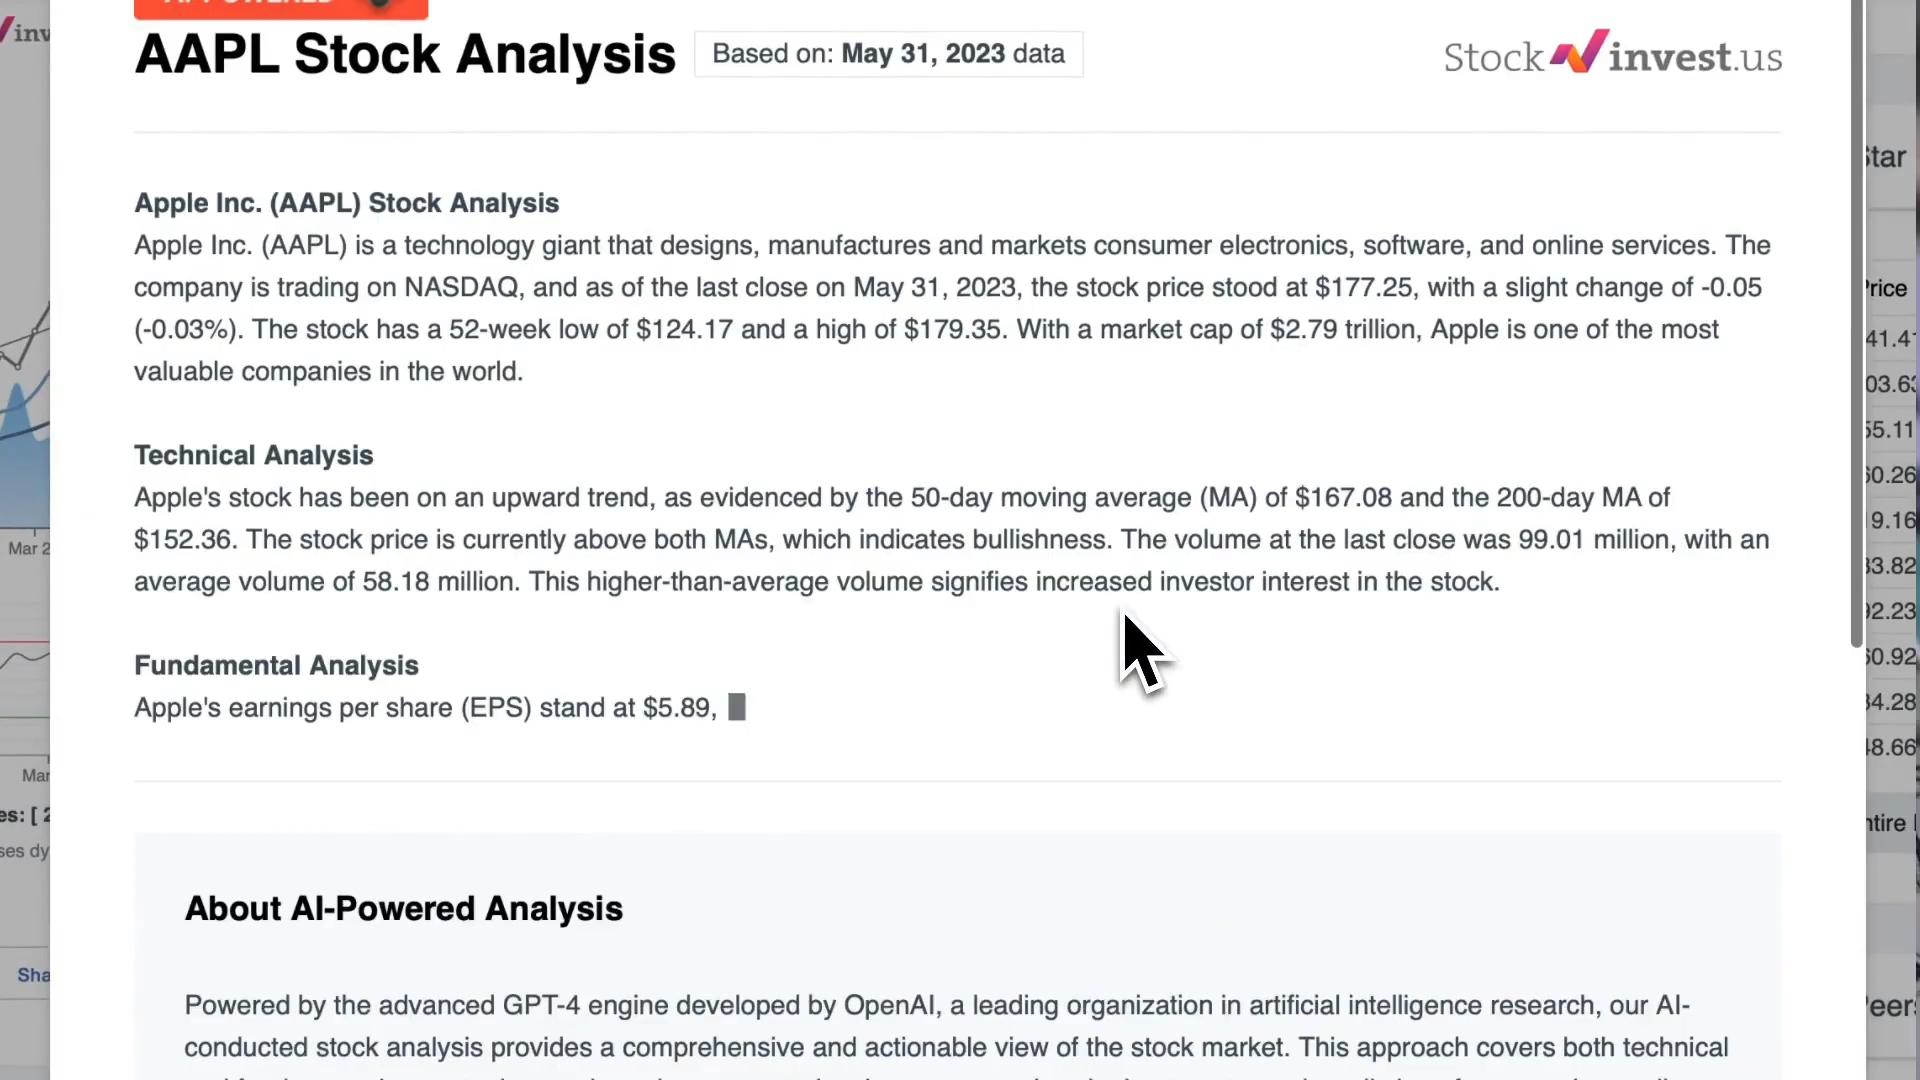 AAPL Stock Analysis
Based on: May 31, 2023 data
Stock invest.us
Apple Inc. (AAPL) Stock Analysis
Apple Inc. (AAPL) is a technology giant that designs, manufactures and markets consumer electronics, software, and online services. The
company is trading on NASDAQ, and as of the last close on May 31, 2023, the stock price stood at $177.25, with a slight change of -0.05
(-0.03%). The stock has a 52-week low of $124.17 and a high of $179.35. With a market cap of $2.79 trillion, Apple is one of the most
valuable companies in the world.
Technical Analysis
Apple's stock has been on an upward trend, as evidenced by the 50-day moving average (MA) of $167.08 and the 200-day MA of
$152.36. The stock price is currently above both MAs, which indicates bullishness. The volume at the last close was 99.01 million, with an
average volume of 58.18 million. This higher-than-average volume signifies increased investor interest in the stock.
Fundamental Analysis
Apple's earnings per share (EPS) stand at $5.89,
About AI-Powered Analysis
Powered by the advanced GPT-4 engine developed by OpenAI, a leading organization in artificial intelligence research, our AI-
conducted stock analysis provides a comprehensive and actionable view of the stock market. This approach covers both technical
Mar 2
Mar
es: [ 2
ses dy
Sha
Star
Price